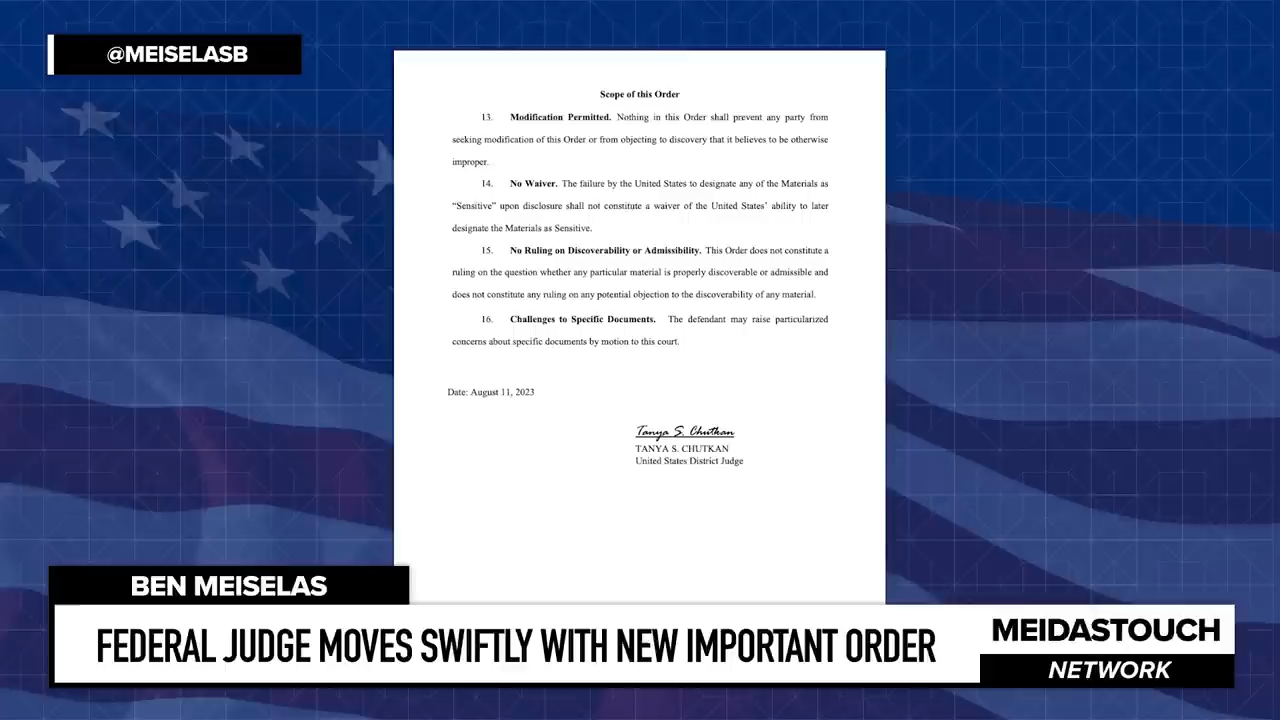 @MEISELASB
Scope of this Order
13. Modification Permitted. Nothing in this Order shall prevent any party from
seeking modification of this Order or from objecting to discovery that it believes to be otherwise
improper.
14. No Waiver. The failure by the United States to designate any of the Materials as
“Sensitive” upon disclosure shall not constitute a waiver of the United States’ ability to later
designate the Materials as Sensitive.
15. No Ruling on Discoverability or Admissibility. This Order does not constitute a
ruling on the question whether any particular material is properly discoverable or admissible and
does not constitute any ruling on any potential objection to the discoverability of any material.
16. Challenges to Specific Documents. The defendant may raise particularized
concerns about specific documents by motion to this court.
Date: August 11, 2023
Tanya S. Chutkan
TANYA S. CHUTKAN
United States District Judge
BEN MEISELAS
FEDERAL JUDGE MOVES SWIFTLY WITH NEW IMPORTANT ORDER
MEIDASTOUCH
NETWORK